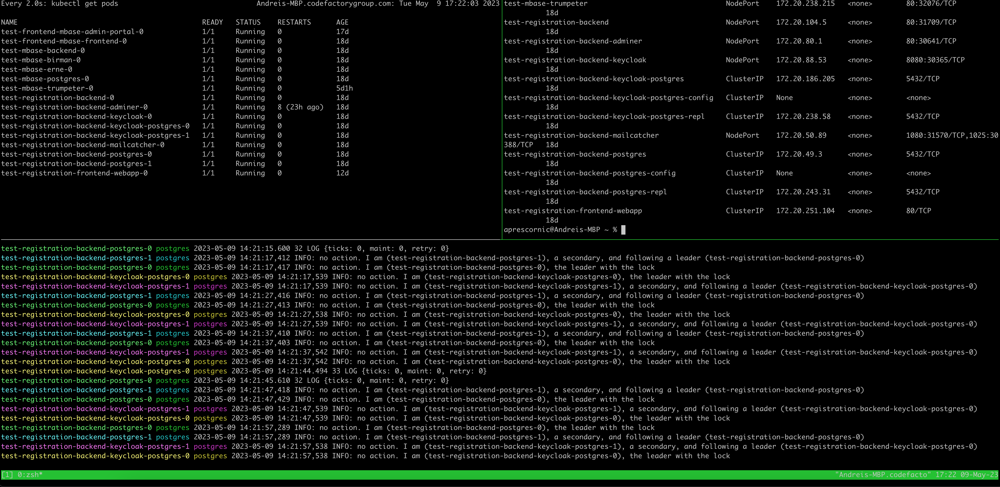 Every 2.0s: kubectl get pods Andreis-MBP.codefactorygroup.com: Tue May  9 17:22:03 2023
NAME READY STATUS RESTARTS AGE
test-frontend-mbase-admin-portal-0 1/1 Running 0 17d
test-frontend-mbase-frontend-0 1/1 Running 0 18d
test-mbase-backend-0 1/1 Running 0 18d
test-mbase-birman-0 1/1 Running 0 18d
test-mbase-erne-0 1/1 Running 0 18d
test-mbase-postgres-0 1/1 Running 0 18d
test-mbase-trumpeter-0 1/1 Running 0 5d1h
test-registration-backend-0 1/1 Running 0 18d
test-registration-backend-adminer-0 1/1 Running 8 (23h ago) 18d
test-registration-backend-keycloak-0 1/1 Running 0 18d
test-registration-backend-keycloak-postgres-0 1/1 Running 0 18d
test-registration-backend-keycloak-postgres-1 1/1 Running 0 18d
test-registration-backend-mailcatcher-0 1/1 Running 0 18d
test-registration-backend-postgres-0 1/1 Running 0 18d
test-registration-backend-postgres-1 1/1 Running 0 18d
test-registration-frontend-webapp-0 1/1 Running 0 12d
test-mbase-trumpeter NodePort 172.20.238.215 <none> 80:32076/TCP
18d
test-registration-backend NodePort 172.20.104.5 <none> 80:31709/TCP
18d
test-registration-backend-adminer NodePort 172.20.80.1 <none> 80:30641/TCP
18d
test-registration-backend-keycloak NodePort 172.20.88.53 <none> 8080:30365/TCP
18d
test-registration-backend-keycloak-postgres ClusterIP 172.20.186.205 <none> 5432/TCP
18d
test-registration-backend-keycloak-postgres-config ClusterIP None <none> <none>
18d
test-registration-backend-keycloak-postgres-repl ClusterIP 172.20.238.58 <none> 5432/TCP
18d
test-registration-backend-mailcatcher NodePort 172.20.50.89 <none> 1080:31570/TCP,1025:30
388/TCP 18d
test-registration-backend-postgres ClusterIP 172.20.49.3 <none> 5432/TCP
18d
test-registration-backend-postgres-config ClusterIP None <none> <none>
18d
test-registration-backend-postgres-repl ClusterIP 172.20.243.31 <none> 5432/TCP
18d
test-registration-frontend-webapp ClusterIP 172.20.251.104 <none> 80/TCP
18d
aprescornic@Andreis-MBP ~ %
test-registration-backend-postgres-0 postgres 2023-05-09 14:21:15.600 32 LOG {ticks: 0, maint: 0, retry: 0}
test-registration-backend-postgres-1 postgres 2023-05-09 14:21:17,412 INFO: no action. I am (test-registration-backend-postgres-1), a secondary, and following a leader (test-registration-backend-postgres-0)
test-registration-backend-postgres-0 postgres 2023-05-09 14:21:17,417 INFO: no action. I am (test-registration-backend-postgres-0), the leader with the lock
test-registration-backend-keycloak-postgres-0 postgres 2023-05-09 14:21:17,539 INFO: no action. I am (test-registration-backend-keycloak-postgres-0), the leader with the lock
test-registration-backend-keycloak-postgres-1 postgres 2023-05-09 14:21:17,539 INFO: no action. I am (test-registration-backend-keycloak-postgres-1), a secondary, and following a leader (test-registration-backend-keycloak-postgres-0)
test-registration-backend-postgres-1 postgres 2023-05-09 14:21:27,416 INFO: no action. I am (test-registration-backend-postgres-1), a secondary, and following a leader (test-registration-backend-postgres-0)
test-registration-backend-postgres-0 postgres 2023-05-09 14:21:27,413 INFO: no action. I am (test-registration-backend-postgres-0), the leader with the lock
test-registration-backend-keycloak-postgres-0 postgres 2023-05-09 14:21:27,538 INFO: no action. I am (test-registration-backend-keycloak-postgres-0), the leader with the lock
test-registration-backend-keycloak-postgres-1 postgres 2023-05-09 14:21:27,539 INFO: no action. I am (test-registration-backend-keycloak-postgres-1), a secondary, and following a leader (test-registration-backend-keycloak-postgres-0)
test-registration-backend-postgres-1 postgres 2023-05-09 14:21:37,410 INFO: no action. I am (test-registration-backend-postgres-1), a secondary, and following a leader (test-registration-backend-postgres-0)
test-registration-backend-postgres-0 postgres 2023-05-09 14:21:37,403 INFO: no action. I am (test-registration-backend-postgres-0), the leader with the lock
test-registration-backend-keycloak-postgres-1 postgres 2023-05-09 14:21:37,542 INFO: no action. I am (test-registration-backend-keycloak-postgres-1), a secondary, and following a leader (test-registration-backend-keycloak-postgres-0)
test-registration-backend-keycloak-postgres-0 postgres 2023-05-09 14:21:37,542 INFO: no action. I am (test-registration-backend-keycloak-postgres-0), the leader with the lock
test-registration-backend-keycloak-postgres-0 postgres 2023-05-09 14:21:44.494 33 LOG {ticks: 0, maint: 0, retry: 0}
test-registration-backend-postgres-0 postgres 2023-05-09 14:21:45.610 32 LOG {ticks: 0, maint: 0, retry: 0}
test-registration-backend-postgres-1 postgres 2023-05-09 14:21:47,418 INFO: no action. I am (test-registration-backend-postgres-1), a secondary, and following a leader (test-registration-backend-postgres-0)
test-registration-backend-postgres-0 postgres 2023-05-09 14:21:47,429 INFO: no action. I am (test-registration-backend-postgres-0), the leader with the lock
test-registration-backend-keycloak-postgres-1 postgres 2023-05-09 14:21:47,539 INFO: no action. I am (test-registration-backend-keycloak-postgres-1), a secondary, and following a leader (test-registration-backend-keycloak-postgres-0)
test-registration-backend-keycloak-postgres-0 postgres 2023-05-09 14:21:47,539 INFO: no action. I am (test-registration-backend-keycloak-postgres-0), the leader with the lock
test-registration-backend-postgres-0 postgres 2023-05-09 14:21:57,289 INFO: no action. I am (test-registration-backend-postgres-0), the leader with the lock
test-registration-backend-postgres-1 postgres 2023-05-09 14:21:57,289 INFO: no action. I am (test-registration-backend-postgres-1), a secondary, and following a leader (test-registration-backend-postgres-0)
test-registration-backend-keycloak-postgres-1 postgres 2023-05-09 14:21:57,538 INFO: no action. I am (test-registration-backend-keycloak-postgres-1), a secondary, and following a leader (test-registration-backend-keycloak-postgres-0)
test-registration-backend-keycloak-postgres-0 postgres 2023-05-09 14:21:57,538 INFO: no action. I am (test-registration-backend-keycloak-postgres-0), the leader with the lock
[1] 0:zsh* "Andreis-MBP.codefacto" 17:22 09-May-23